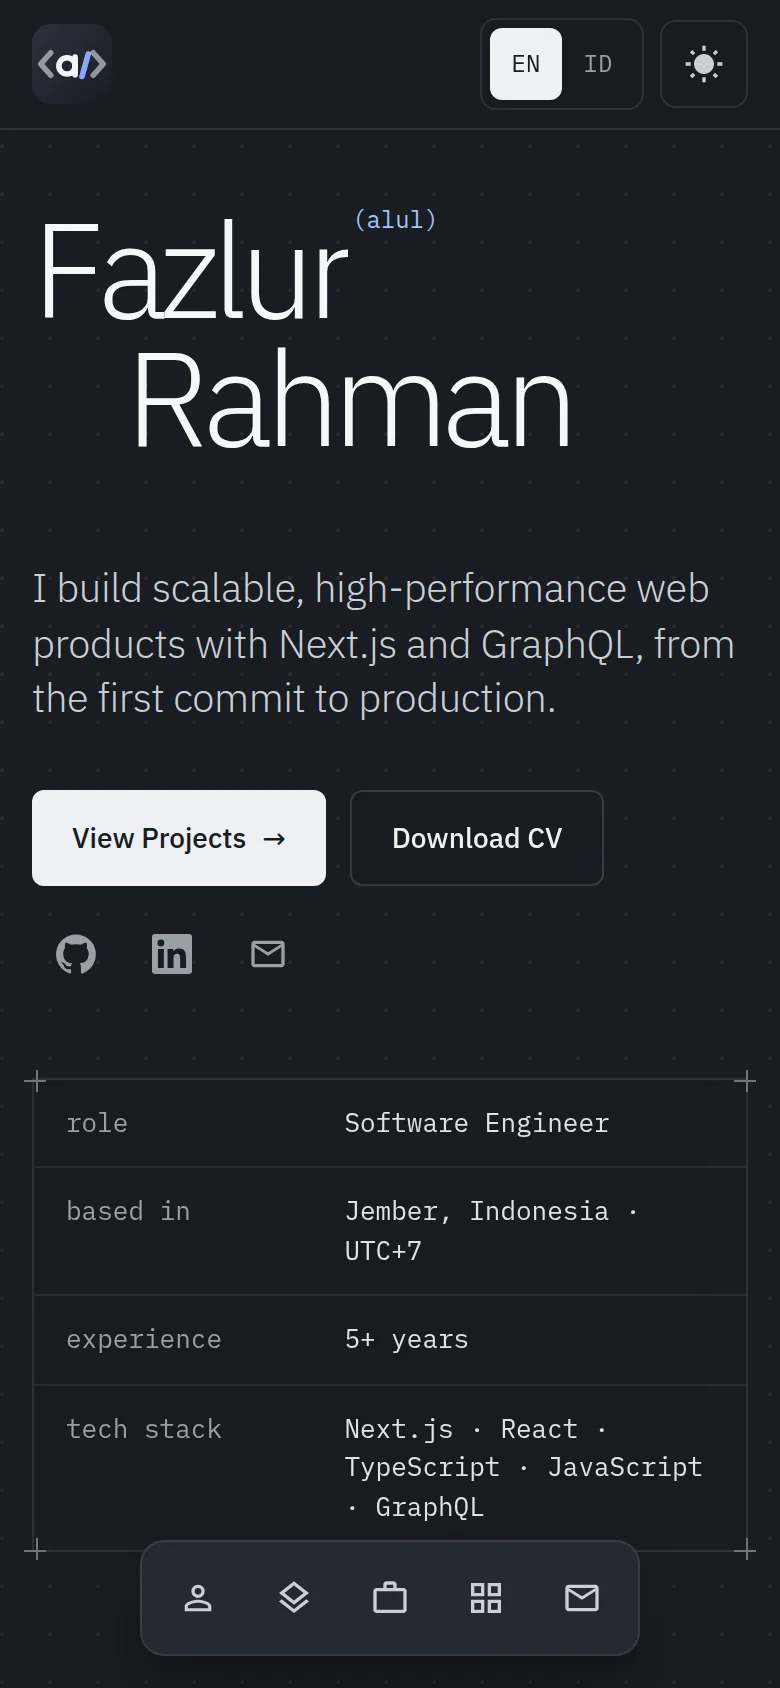 <a/>
EN ID
Fazlur (alul)
Rahman
I build scalable, high-performance web
products with Next.js and GraphQL, from
the first commit to production.
View Projects → Download CV
in
role Software Engineer
based in Jember, Indonesia ·
UTC+7
experience 5+ years
tech stack Next.js · React ·
TypeScript · JavaScript
· GraphQL